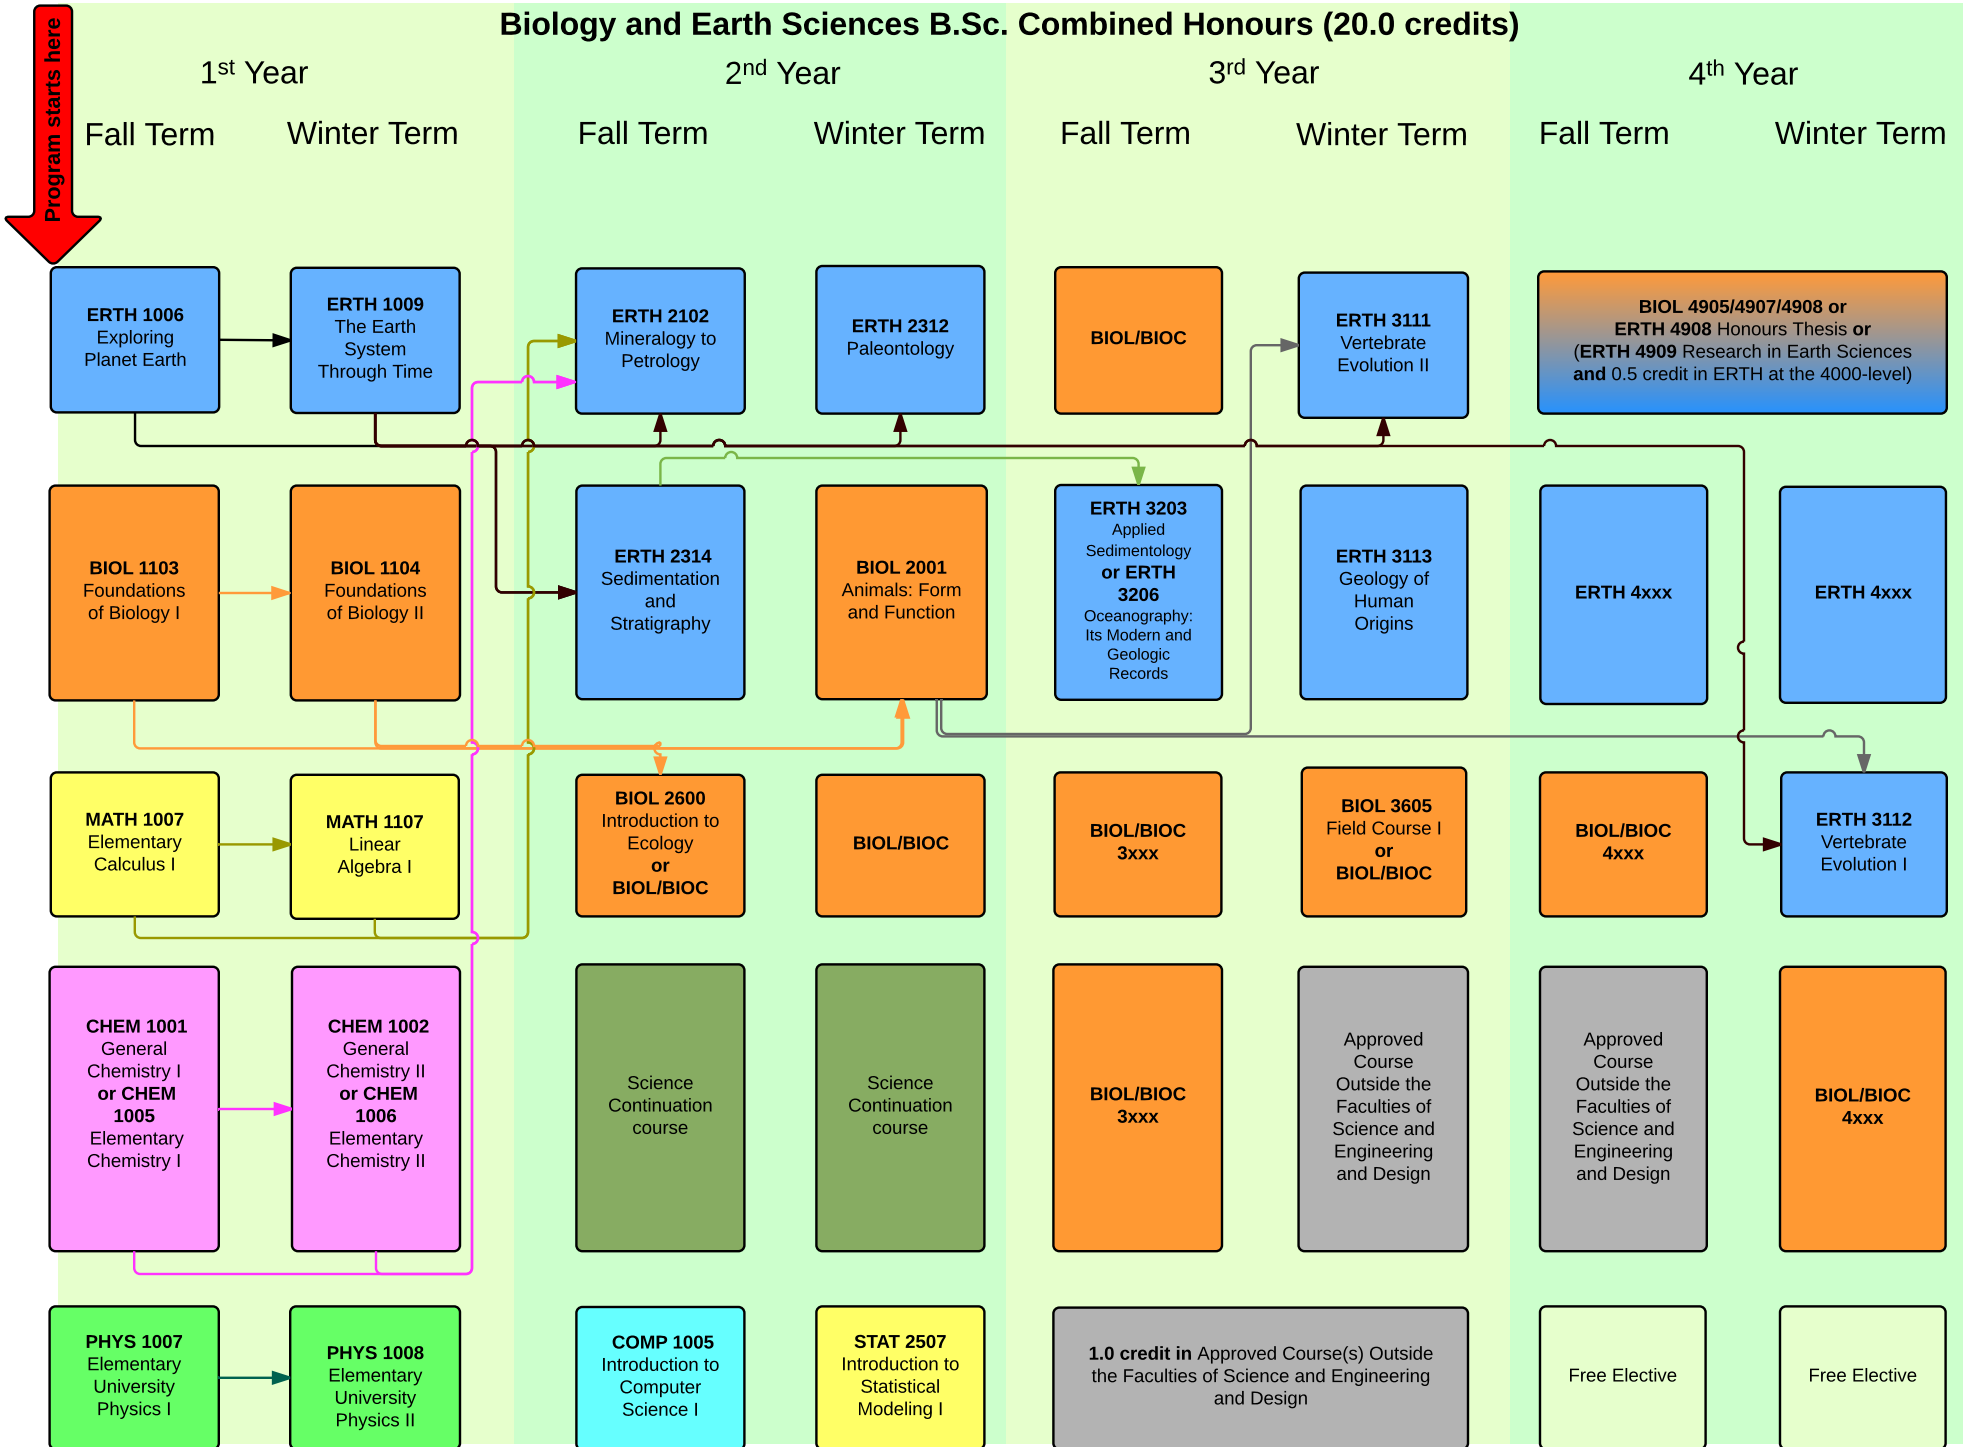 Biology and Earth Sciences B.Sc. Combined Honours (20.0 credits)
Program starts here
1st Year
2nd Year
3rd Year
4th Year
Fall Term
Winter Term
Fall Term
Winter Term
Fall Term
Winter Term
Fall Term
Winter Term
ERTH 1006
Exploring
Planet Earth
ERTH 1009
The Earth
System
Through Time
ERTH 2102
Mineralogy to
Petrology
ERTH 2312
Paleontology
BIOL/BIOC
ERTH 3111
Vertebrate
Evolution II
BIOL 4905/4907/4908 or
ERTH 4908 Honours Thesis or
(ERTH 4909 Research in Earth Sciences
and 0.5 credit in ERTH at the 4000-level)
BIOL 1103
Foundations
of Biology I
BIOL 1104
Foundations
of Biology II
ERTH 2314
Sedimentation
and
Stratigraphy
BIOL 2001
Animals: Form
and Function
ERTH 3203
Applied
Sedimentology
or ERTH
3206
Oceanography:
Its Modern and
Geologic
Records
ERTH 3113
Geology of
Human
Origins
ERTH 4xxx
ERTH 4xxx
MATH 1007
Elementary
Calculus I
MATH 1107
Linear
Algebra I
BIOL 2600
Introduction to
Ecology
or
BIOL/BIOC
BIOL/BIOC
BIOL/BIOC
3xxx
BIOL 3605
Field Course I
or
BIOL/BIOC
BIOL/BIOC
4xxx
ERTH 3112
Vertebrate
Evolution I
CHEM 1001
General
Chemistry I
or CHEM
1005
Elementary
Chemistry I
CHEM 1002
General
Chemistry II
or CHEM
1006
Elementary
Chemistry II
Science
Continuation
course
Science
Continuation
course
BIOL/BIOC
3xxx
Approved
Course
Outside the
Faculties of
Science and
Engineering
and Design
Approved
Course
Outside the
Faculties of
Science and
Engineering
and Design
BIOL/BIOC
4xxx
PHYS 1007
Elementary
University
Physics I
PHYS 1008
Elementary
University
Physics II
COMP 1005
Introduction to
Computer
Science I
STAT 2507
Introduction to
Statistical
Modeling I
1.0 credit in Approved Course(s) Outside
the Faculties of Science and Engineering
and Design
Free Elective
Free Elective